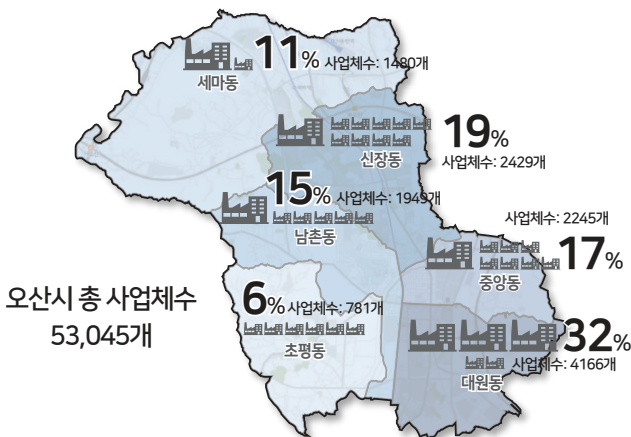 11% 사업체수: 1480개
세마동
19%
신장동
사업체수: 2429개
15% 사업체수: 1949개
남촌동
사업체수: 2245개
17%
중앙동
오산시 총 사업체수
53,045개
6% 사업체수: 781개
초평동
32%
사업체수: 4166개
대원동